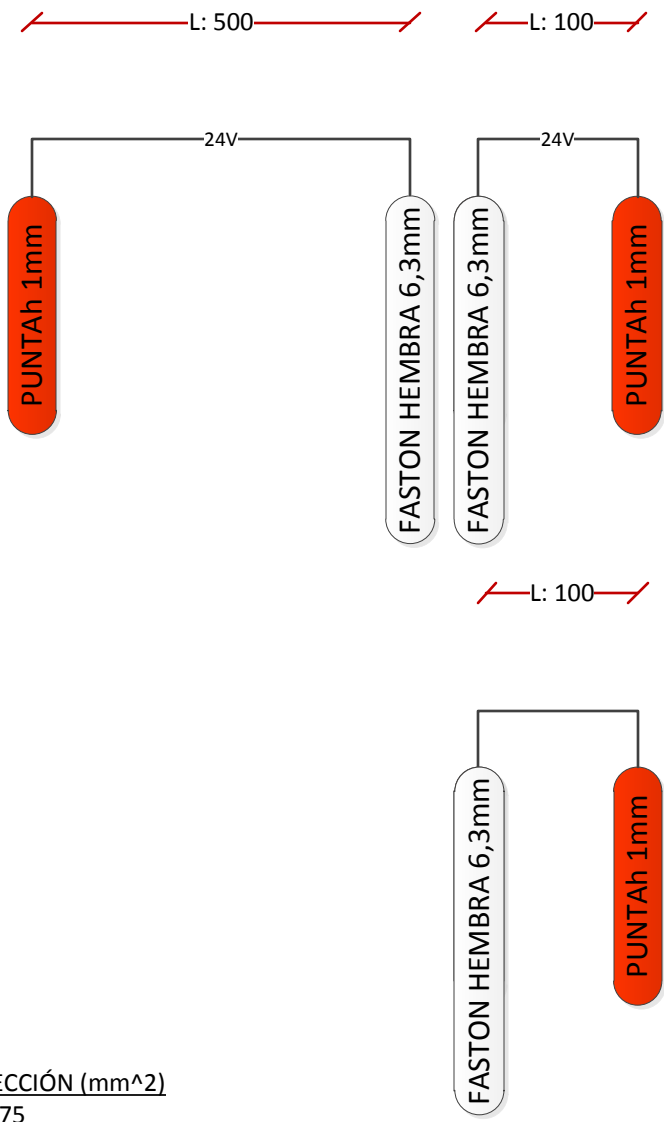 L: 500
L: 100
24V
24V
PUNTAh 1mm
FASTON HEMBRA 6,3mm
FASTON HEMBRA 6,3mm
PUNTAh 1mm
L: 100
FASTON HEMBRA 6,3mm
PUNTAh 1mm
ECCIÓN (mm^2)
75